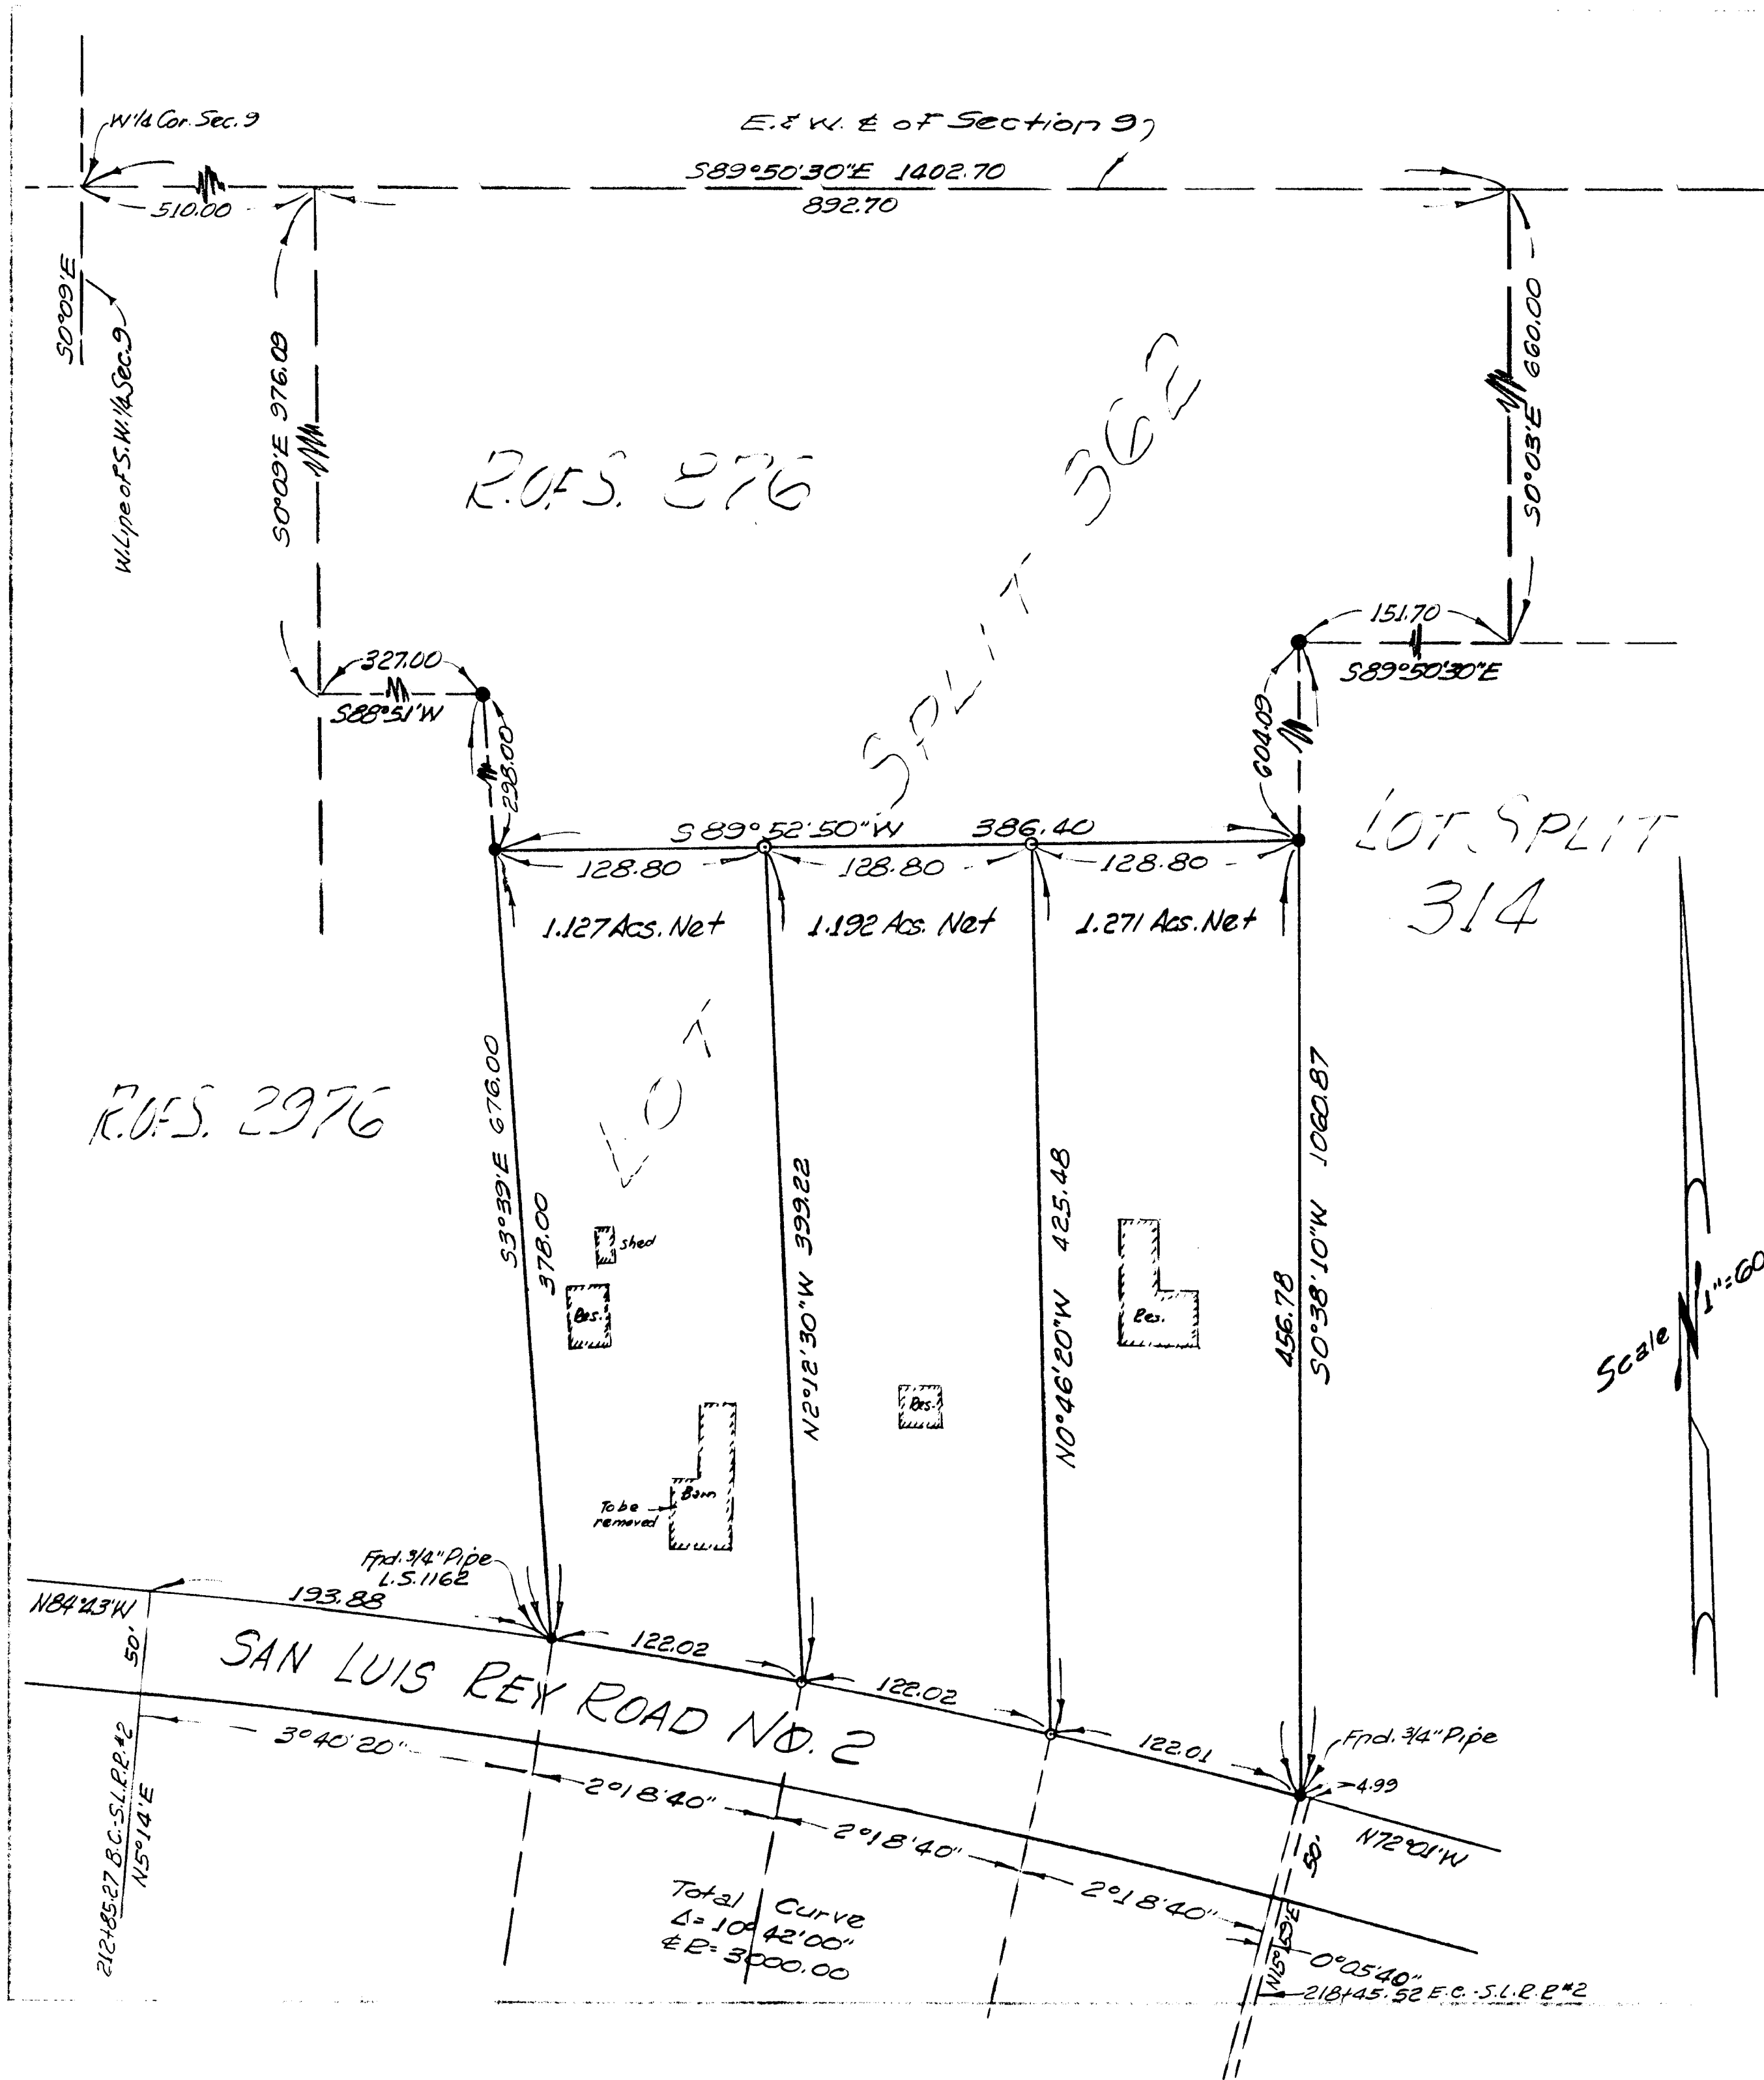 W¼ Cor. Sec. 9
E. & W. ℄ of Section 9
S89°50'30"E 1402.70
892.70
510.00
S0°09'E
W. Line of S.W. ¼ Sec. 9
S0°09'E 976.09
S0°03'E 660.00
R.OF.S. 876
LOT SPLIT 362
151.70
S89°50'30"E
327.00
S88°51'W
298.00
604.09
S89°52'50"W 386.40
128.80
128.80
128.80
1.127 Acs. Net
1.192 Acs. Net
1.271 Acs. Net
LOT SPLIT
314
R.OF.S. 2976
S3°39'E 676.00
378.00
N2°12'30"W 399.22
N0°46'20"W 425.48
456.78
S0°38'10"W 1060.87
shed
Res.
Res.
Res.
Barn
To be
removed
Scale 1"=60
Fnd. 3/4" Pipe
L.S. 1162
N84°43'W
193.88
122.02
122.02
122.01
Fnd. 3/4" Pipe
4.99
N72°01'W
50'
50'
SAN LUIS REY ROAD NO. 2
3°40'20"
2°18'40"
2°18'40"
2°18'40"
0°05'40"
212+85.27 B.C.-S.L.R.R.#2
N5°14'E
N15°59'E
218+45.52 E.C.-S.L.R.R#2
Total Curve
Δ=10°42'00"
℄ R=3000.00